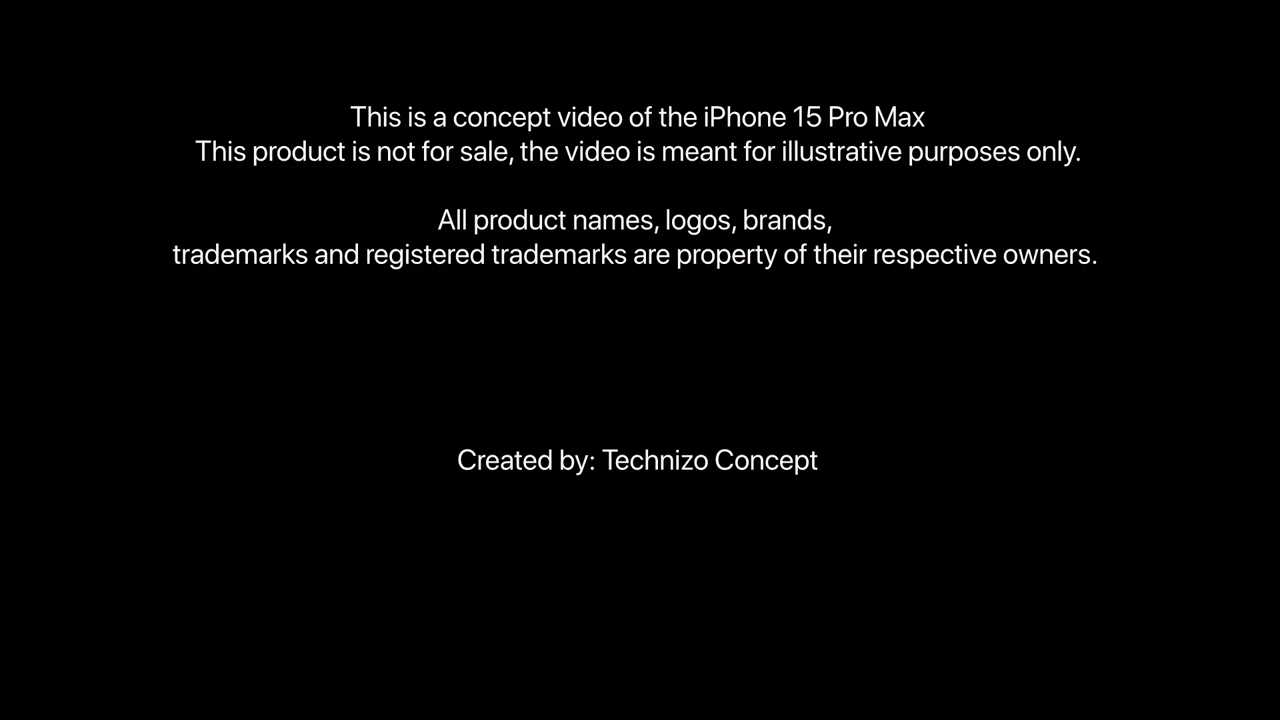 This is a concept video of the iPhone 15 Pro Max
This product is not for sale, the video is meant for illustrative purposes only.
All product names, logos, brands,
trademarks and registered trademarks are property of their respective owners.
Created by: Technizo Concept